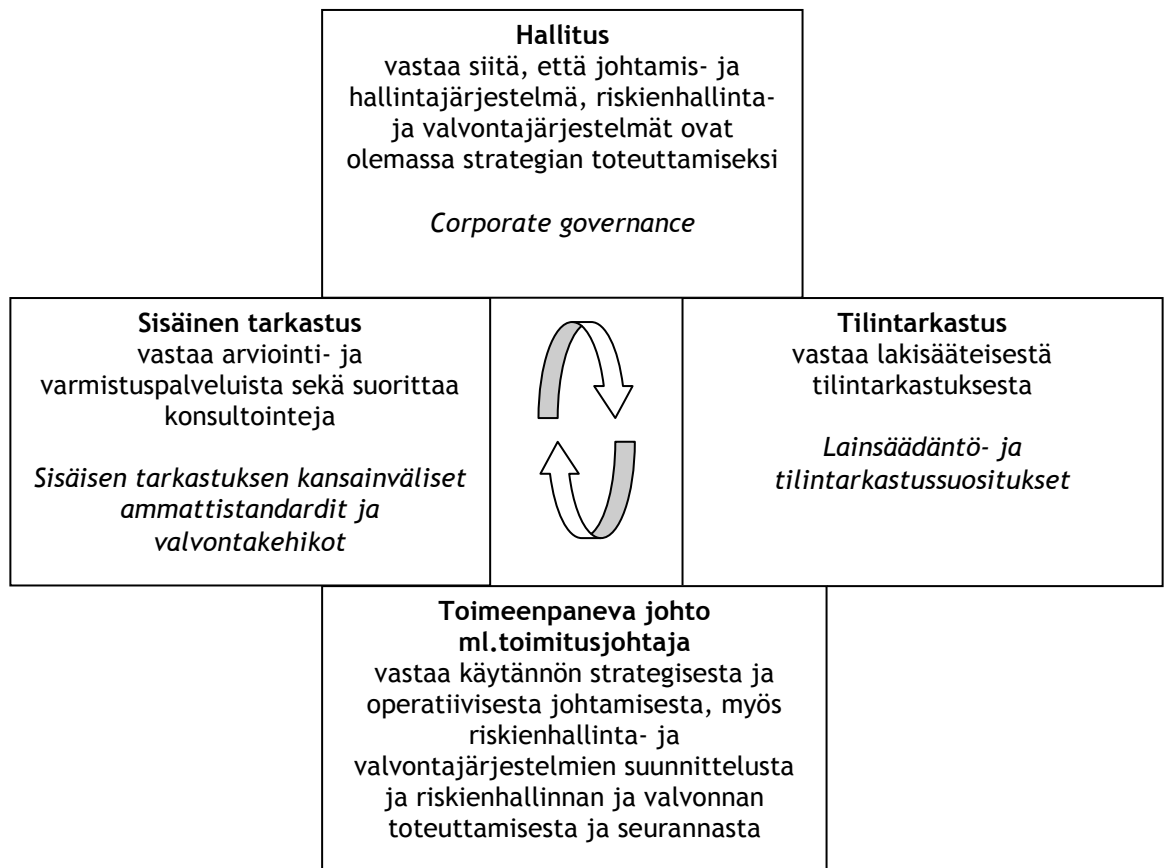 Hallitus
vastaa siitä, että johtamis- ja
hallintajärjestelmä, riskienhallinta-
ja valvontajärjestelmät ovat
olemassa strategian toteuttamiseksi
Corporate governance
Sisäinen tarkastus
vastaa arviointi- ja
varmistuspalveluista sekä suorittaa
konsultointeja
Sisäisen tarkastuksen kansainväliset
ammattistandardit ja
valvontakehikot
Tilintarkastus
vastaa lakisääteisestä
tilintarkastuksesta
Lainsäädäntö- ja
tilintarkastussuositukset
Toimeenpaneva johto
ml.toimitusjohtaja
vastaa käytännön strategisesta ja
operatiivisesta johtamisesta, myös
riskienhallinta- ja
valvontajärjestelmien suunnittelusta
ja riskienhallinnan ja valvonnan
toteuttamisesta ja seurannasta